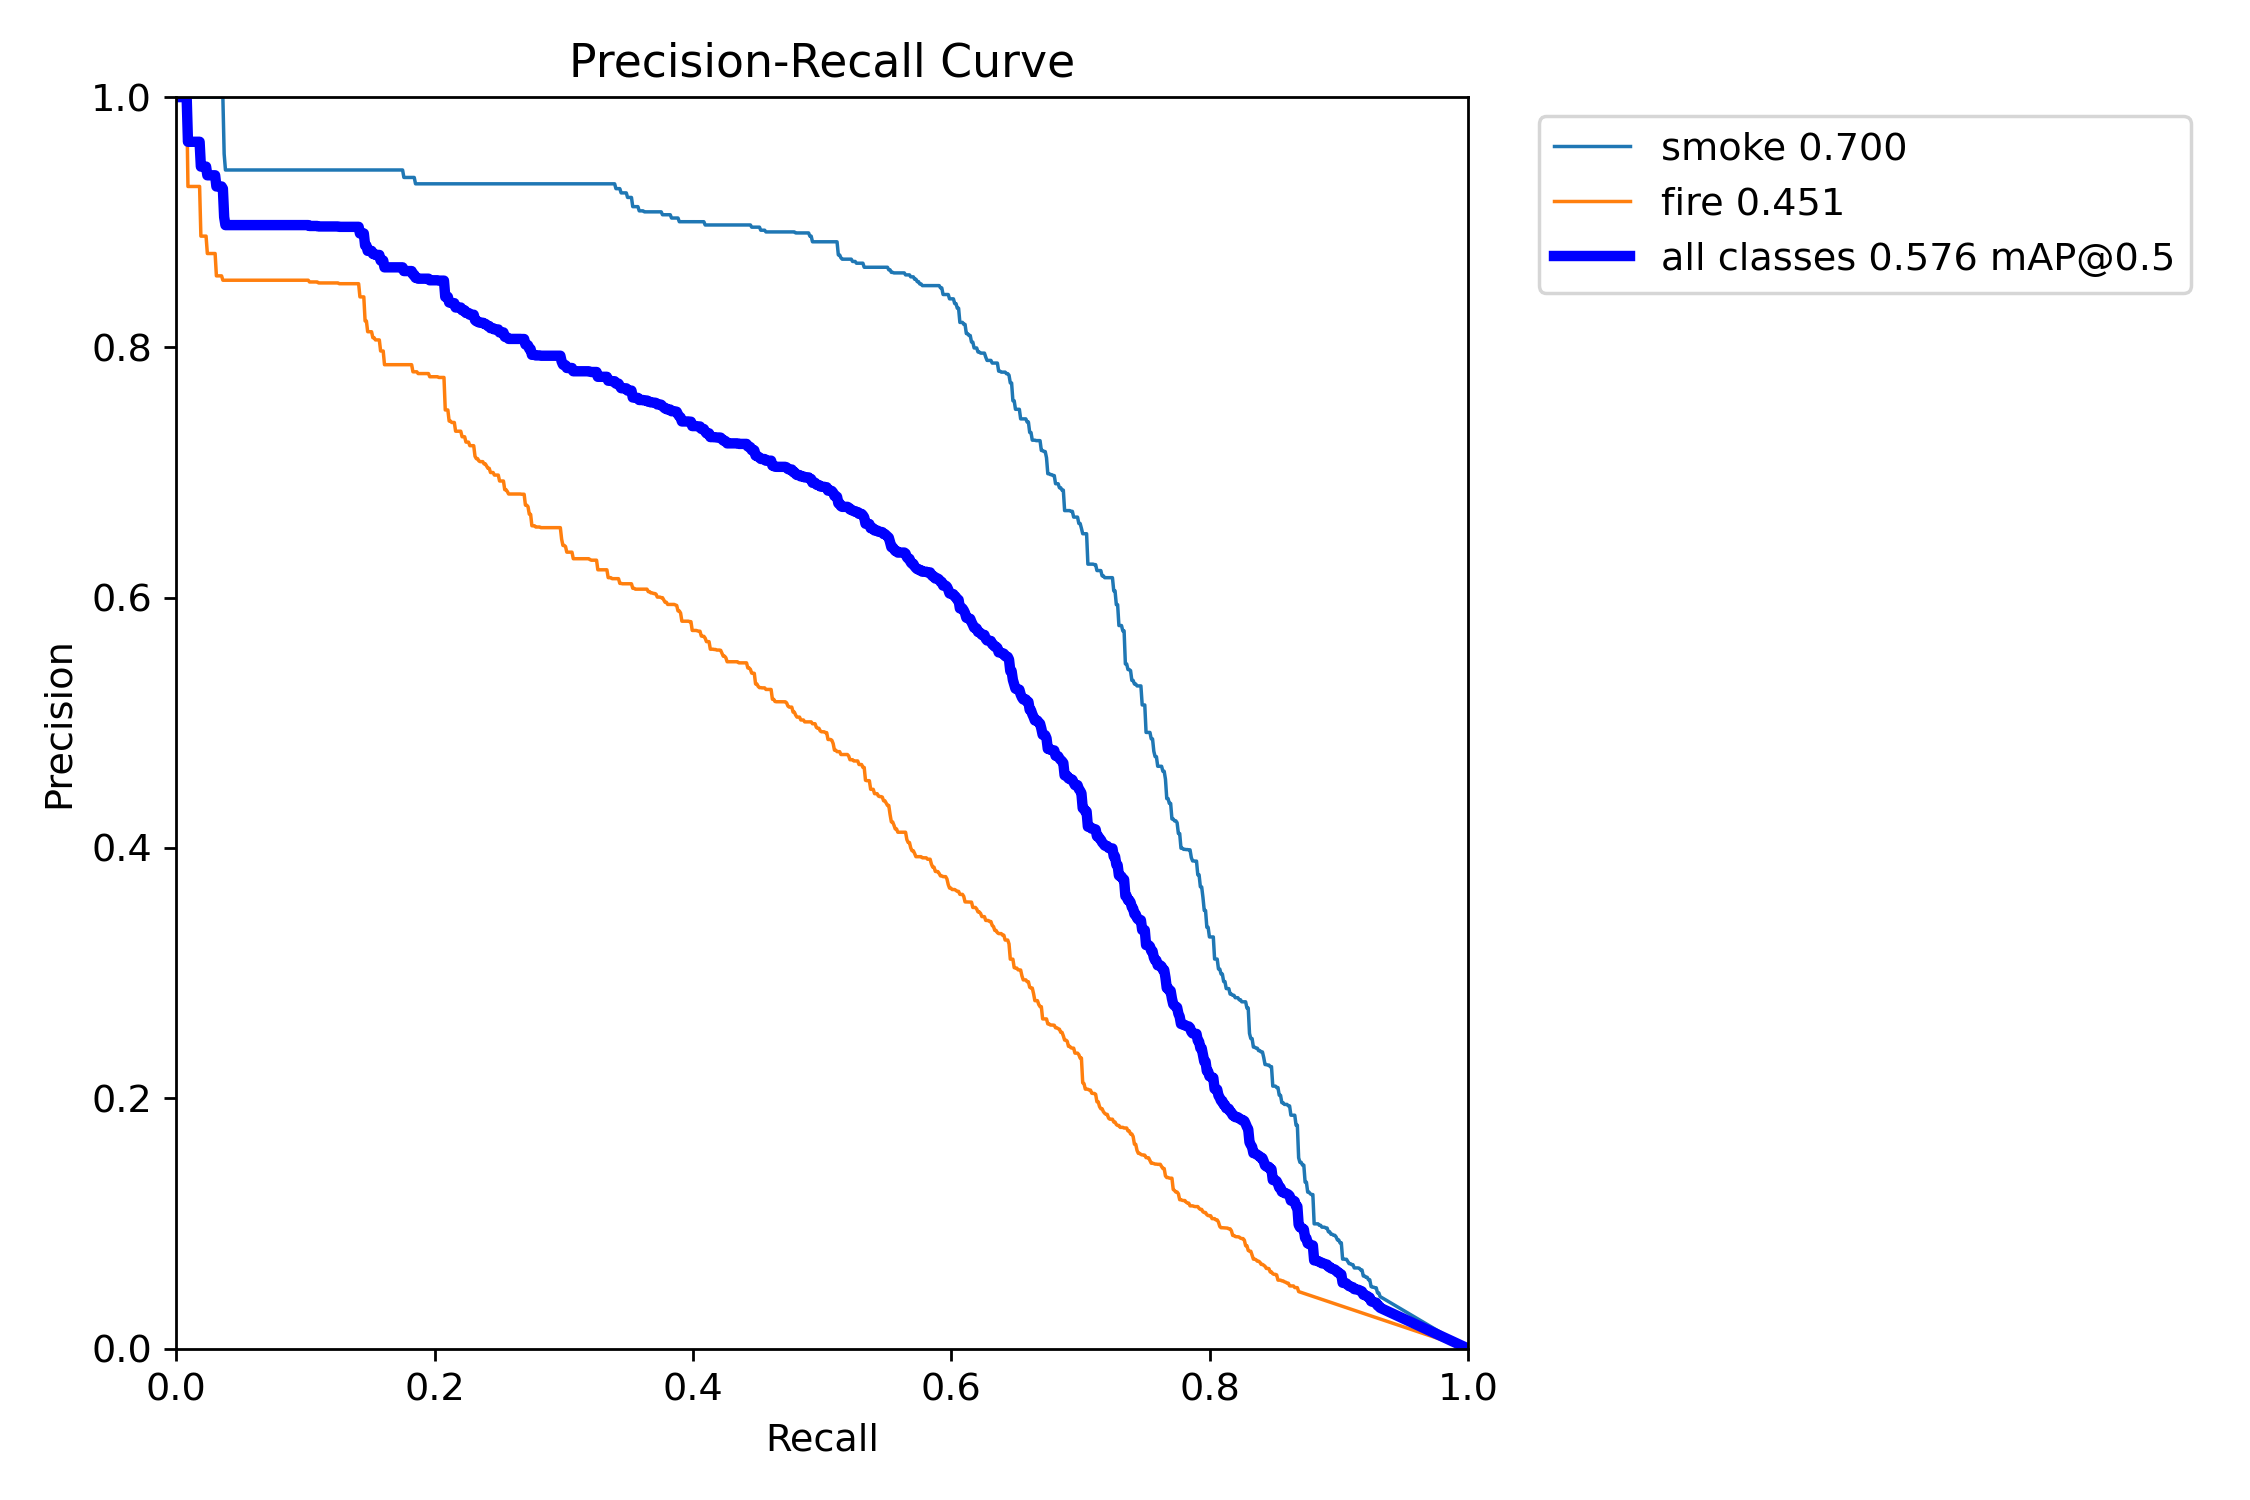 Precision-Recall Curve
1.0
0.8
0.6
0.4
0.2
0.0
Precision
0.0 0.2 0.4 0.6 0.8 1.0
Recall
smoke 0.700
fire 0.451
all classes 0.576 mAP@0.5